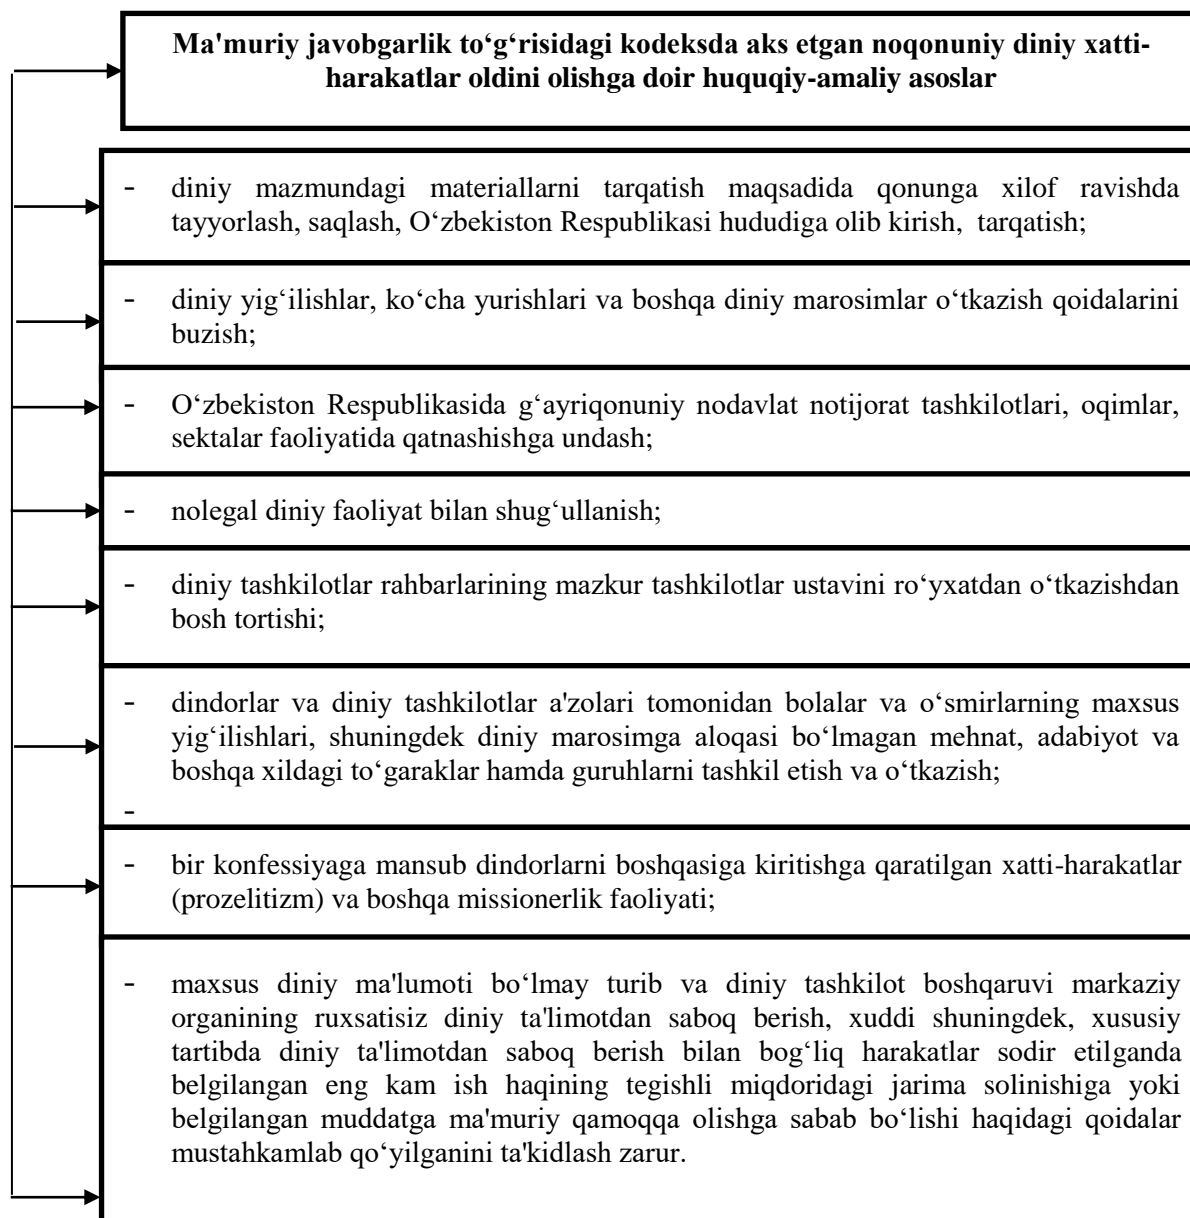 Ma'muriy javobgarlik to‘g‘risidagi kodeksda aks etgan noqonuniy diniy xatti-
harakatlar oldini olishga doir huquqiy-amaliy asoslar
- diniy mazmundagi materiallarni tarqatish maqsadida qonunga xilof ravishda
tayyorlash, saqlash, O‘zbekiston Respublikasi hududiga olib kirish, tarqatish;
- diniy yig‘ilishlar, ko‘cha yurishlari va boshqa diniy marosimlar o‘tkazish qoidalarini
buzish;
- O‘zbekiston Respublikasida g‘ayriqonuniy nodavlat notijorat tashkilotlari, oqimlar,
sektalar faoliyatida qatnashishga undash;
- nolegal diniy faoliyat bilan shug‘ullanish;
- diniy tashkilotlar rahbarlarining mazkur tashkilotlar ustavini ro‘yxatdan o‘tkazishdan
bosh tortishi;
- dindorlar va diniy tashkilotlar a'zolari tomonidan bolalar va o‘smirlarning maxsus
yig‘ilishlari, shuningdek diniy marosimga aloqasi bo‘lmagan mehnat, adabiyot va
boshqa xildagi to‘garaklar hamda guruhlarni tashkil etish va o‘tkazish;
-
- bir konfessiyaga mansub dindorlarni boshqasiga kiritishga qaratilgan xatti-harakatlar
(prozelitizm) va boshqa missionerlik faoliyati;
- maxsus diniy ma'lumoti bo‘lmay turib va diniy tashkilot boshqaruvi markaziy
organining ruxsatisiz diniy ta'limotdan saboq berish, xuddi shuningdek, xususiy
tartibda diniy ta'limotdan saboq berish bilan bog‘liq harakatlar sodir etilganda
belgilangan eng kam ish haqining tegishli miqdoridagi jarima solinishiga yoki
belgilangan muddatga ma'muriy qamoqqa olishga sabab bo‘lishi haqidagi qoidalar
mustahkamlab qo‘yilganini ta'kidlash zarur.